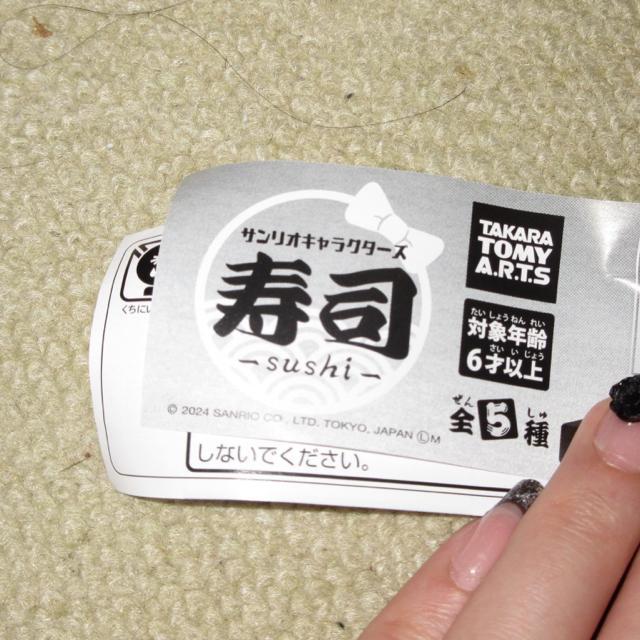 サンリオキャラクターズ
寿司
-sushi-
© 2024 SANRIO CO., LTD. TOKYO, JAPAN Ⓛ M
TAKARA
TOMY
A.R.T.S
たいしょうねんれい
対象年齢
さいいじょう
6才以上
ぜん しゅ
全5種
くちに
しないでください。